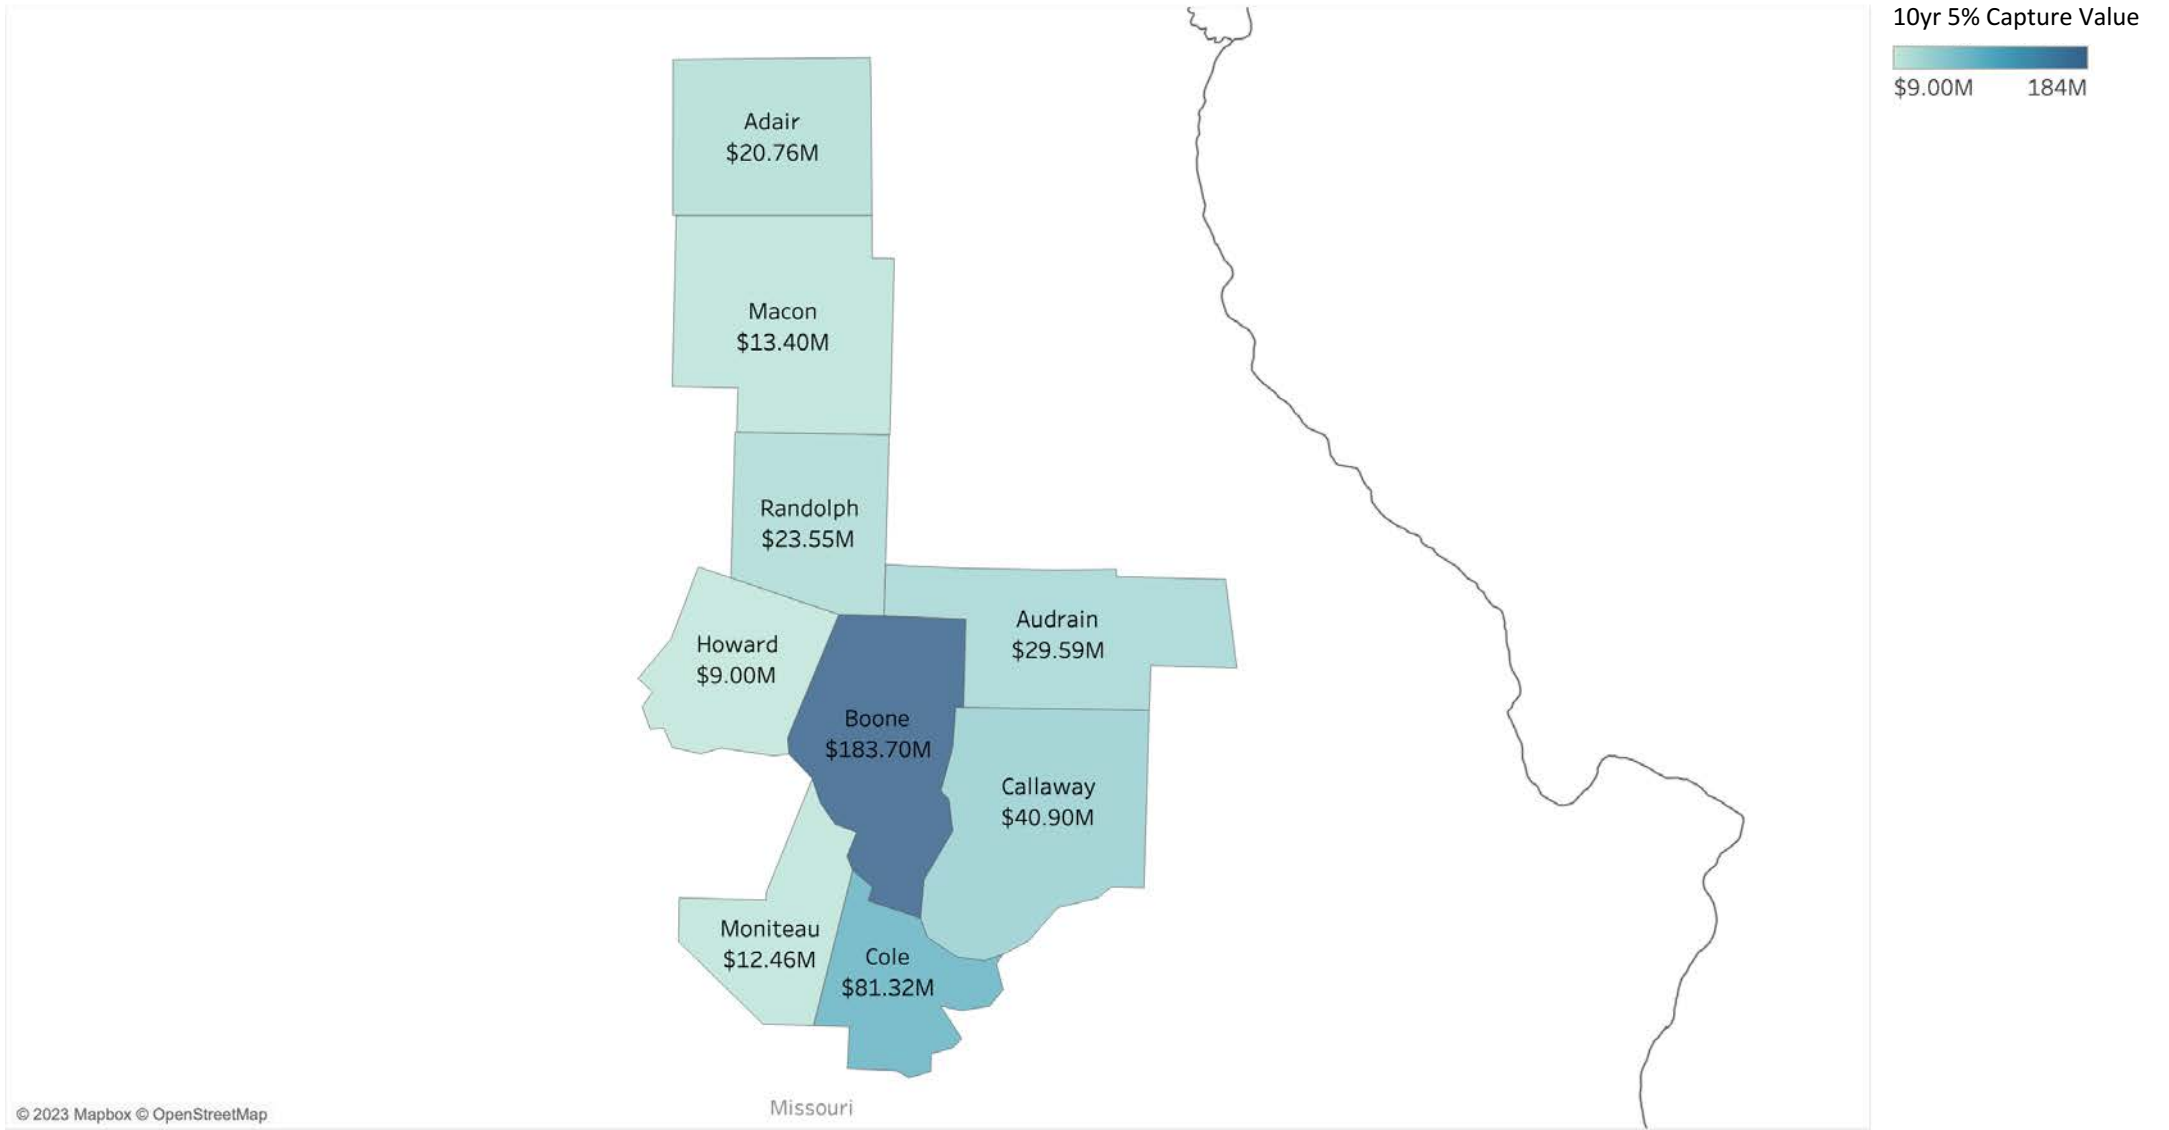 10yr 5% Capture Value
$9.00M 184M
Adair
$20.76M
Macon
$13.40M
Randolph
$23.55M
Audrain
$29.59M
Howard
$9.00M
Boone
$183.70M
Callaway
$40.90M
Moniteau
$12.46M
Cole
$81.32M
Missouri
© 2023 Mapbox © OpenStreetMap